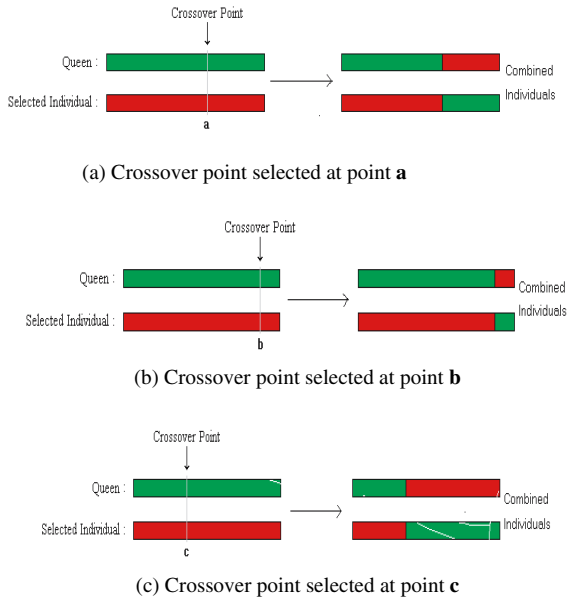 Crossover Point
Queen :
Combined
Selected Individual :
Individuals
a
(a) Crossover point selected at point a
Crossover Point
Queen :
Combined
Selected Individual :
Individuals
b
(b) Crossover point selected at point b
Crossover Point
Queen :
Combined
Selected Individual :
Individuals
c
(c) Crossover point selected at point c